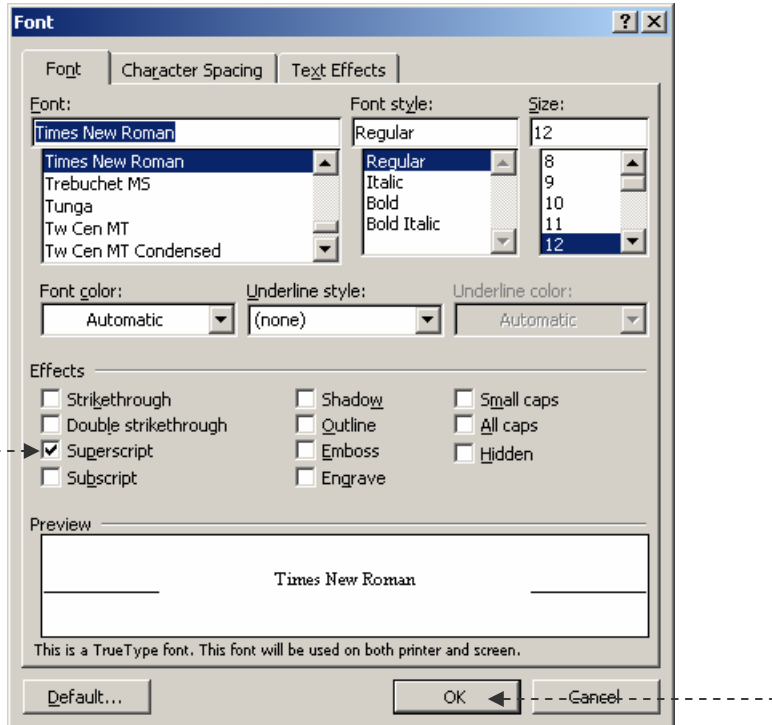 Font
Font Character Spacing Text Effects
Font: Font style: Size:
Times New Roman Regular 12
Times New Roman Regular 8
Trebuchet MS Italic 9
Tunga Bold 10
Tw Cen MT Bold Italic 11
Tw Cen MT Condensed 12
Font color: Underline style: Underline color:
Automatic (none) Automatic
Effects
Strikethrough Shadow Small caps
Double strikethrough Outline All caps
Superscript Emboss Hidden
Subscript Engrave
Preview
Times New Roman
This is a TrueType font. This font will be used on both printer and screen.
Default... OK Cancel